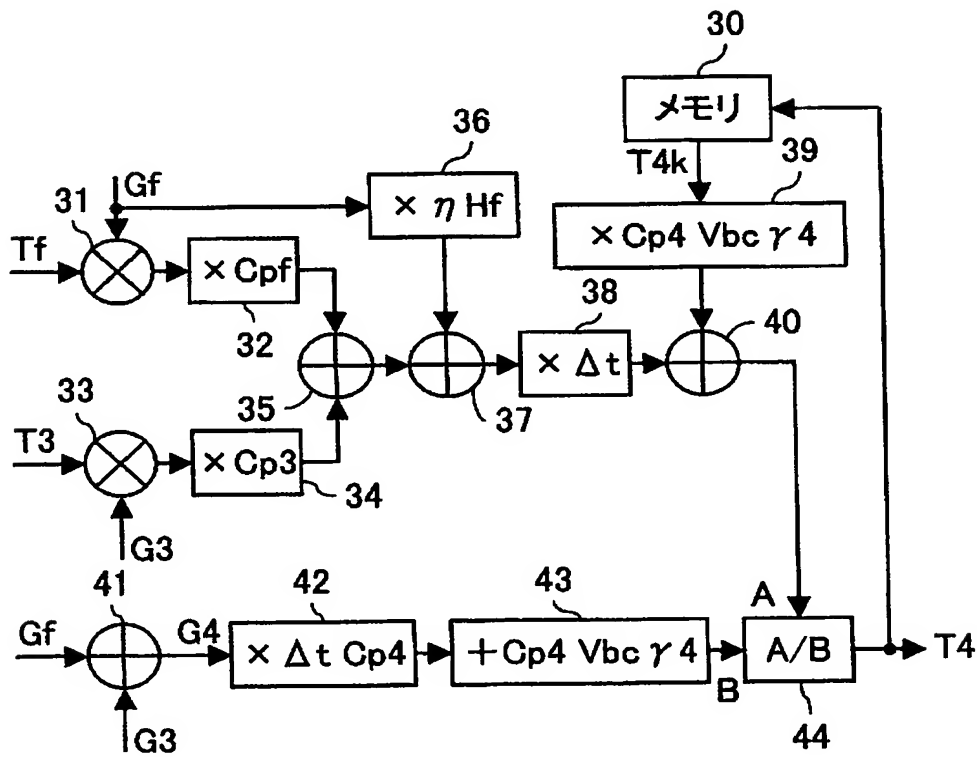 30
メモリ
36
T4k
39
31
Gf
× η Hf
× Cp4 Vbc γ 4
Tf
× Cpf
38
40
32
× Δt
35
37
33
T3
× Cp3
34
G3
41
42
43
A
Gf
G4
× Δt Cp4
+Cp4 Vbc γ 4
A/B
T4
B
G3
44